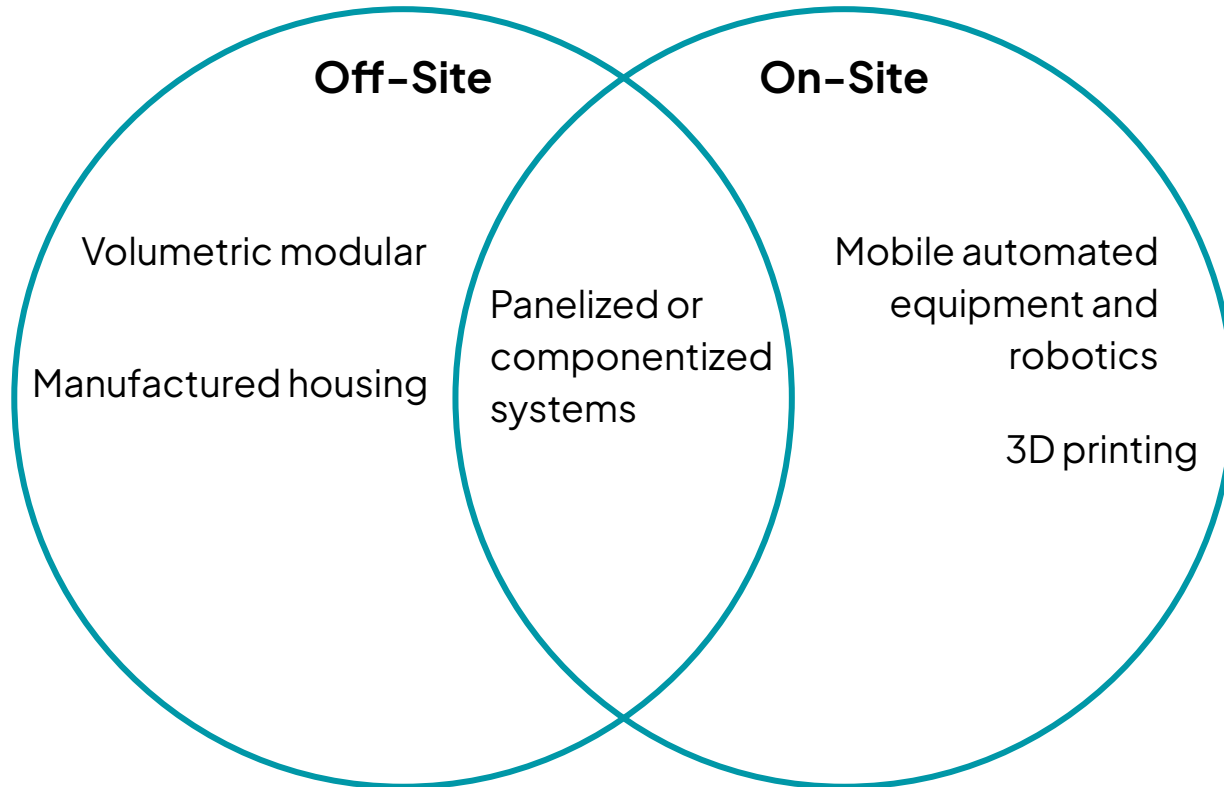 Off-Site
On-Site
Volumetric modular
Manufactured housing
Panelized or
componentized
systems
Mobile automated
equipment and
robotics
3D printing